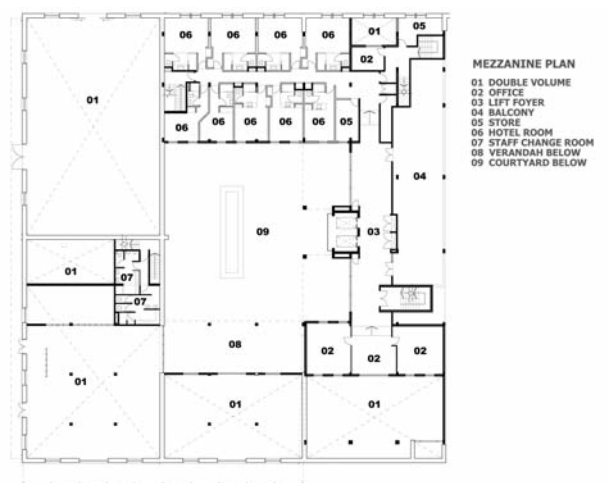 05
01
06 06 06 06
02
01
06 06 06 06 06 05
04
09 03
01 07
07
08
02 02 02
01
01 01
MEZZANINE PLAN
01 DOUBLE VOLUME
02 OFFICE
03 LIFT FOYER
04 BALCONY
05 STORE
06 HOTEL ROOM
07 STAFF CHANGE ROOM
08 VERANDAH BELOW
09 COURTYARD BELOW